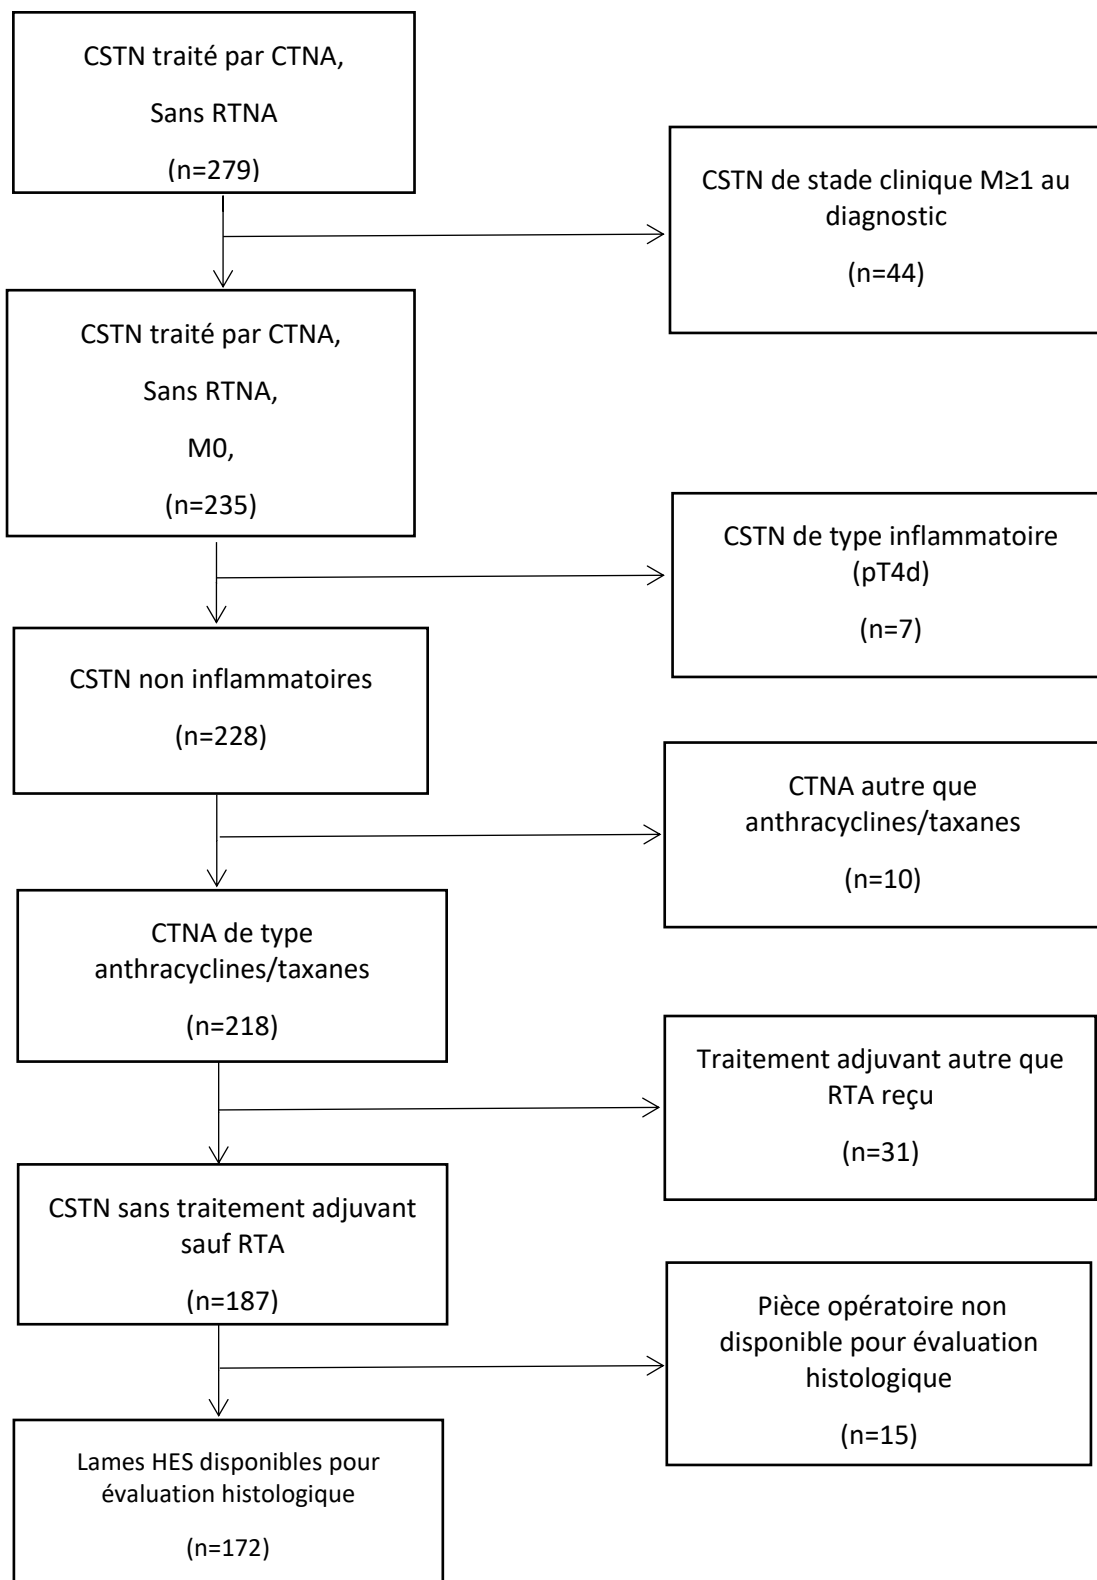 CSTN traité par CTNA,
Sans RTNA
(n=279)
CSTN de stade clinique M≥1 au
diagnostic
(n=44)
CSTN traité par CTNA,
Sans RTNA,
M0,
(n=235)
CSTN de type inflammatoire
(pT4d)
(n=7)
CSTN non inflammatoires
(n=228)
CTNA autre que
anthracyclines/taxanes
(n=10)
CTNA de type
anthracyclines/taxanes
(n=218)
Traitement adjuvant autre que
RTA reçu
(n=31)
CSTN sans traitement adjuvant
sauf RTA
(n=187)
Pièce opératoire non
disponible pour évaluation
histologique
(n=15)
Lames HES disponibles pour
évaluation histologique
(n=172)